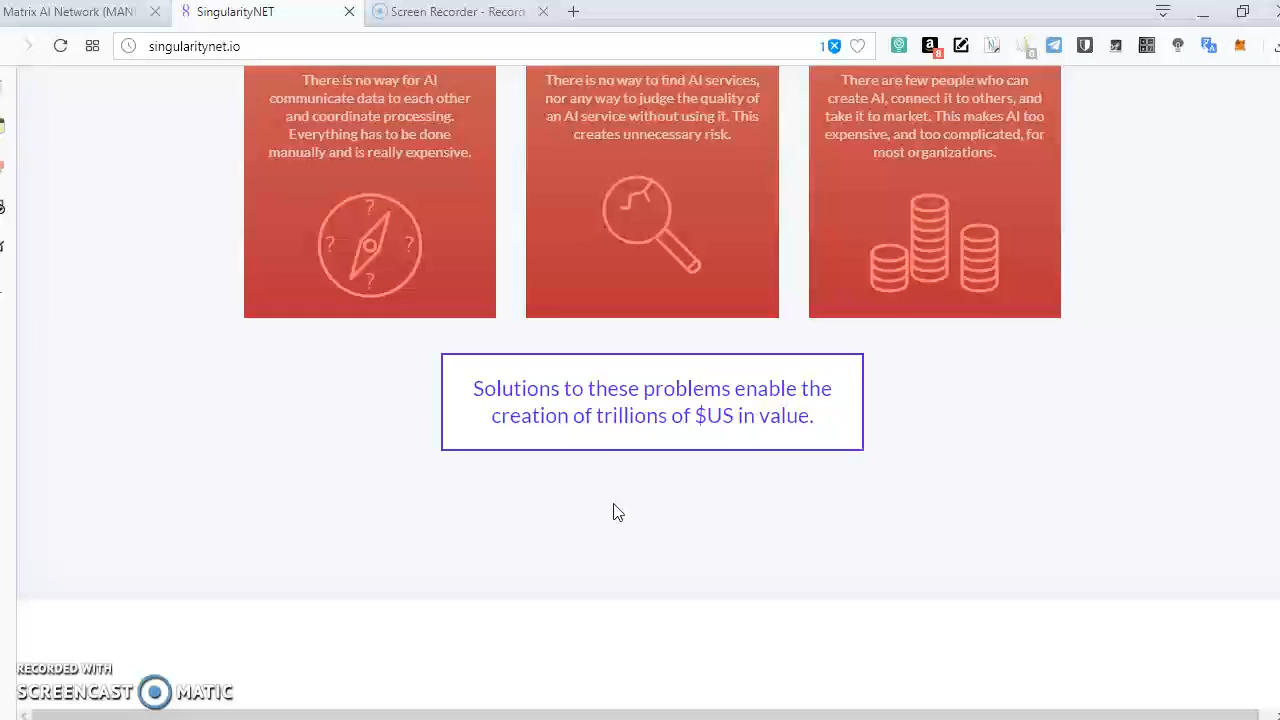 Matrix AI Network (MAN
SingularityNET
Screen Recorder - Record
singularitynet.io
1
8
0
There is no way for AI
communicate data to each other
and coordinate processing.
Everything has to be done
manually and is really expensive.
There is no way to find AI services,
nor any way to judge the quality of
an AI service without using it. This
creates unnecessary risk.
There are few people who can
create AI, connect it to others, and
take it to market. This makes AI too
expensive, and too complicated, for
most organizations.
? ? ? ?
Solutions to these problems enable the
creation of trillions of $US in value.
RECORDED WITH
SCREENCAST MATIC